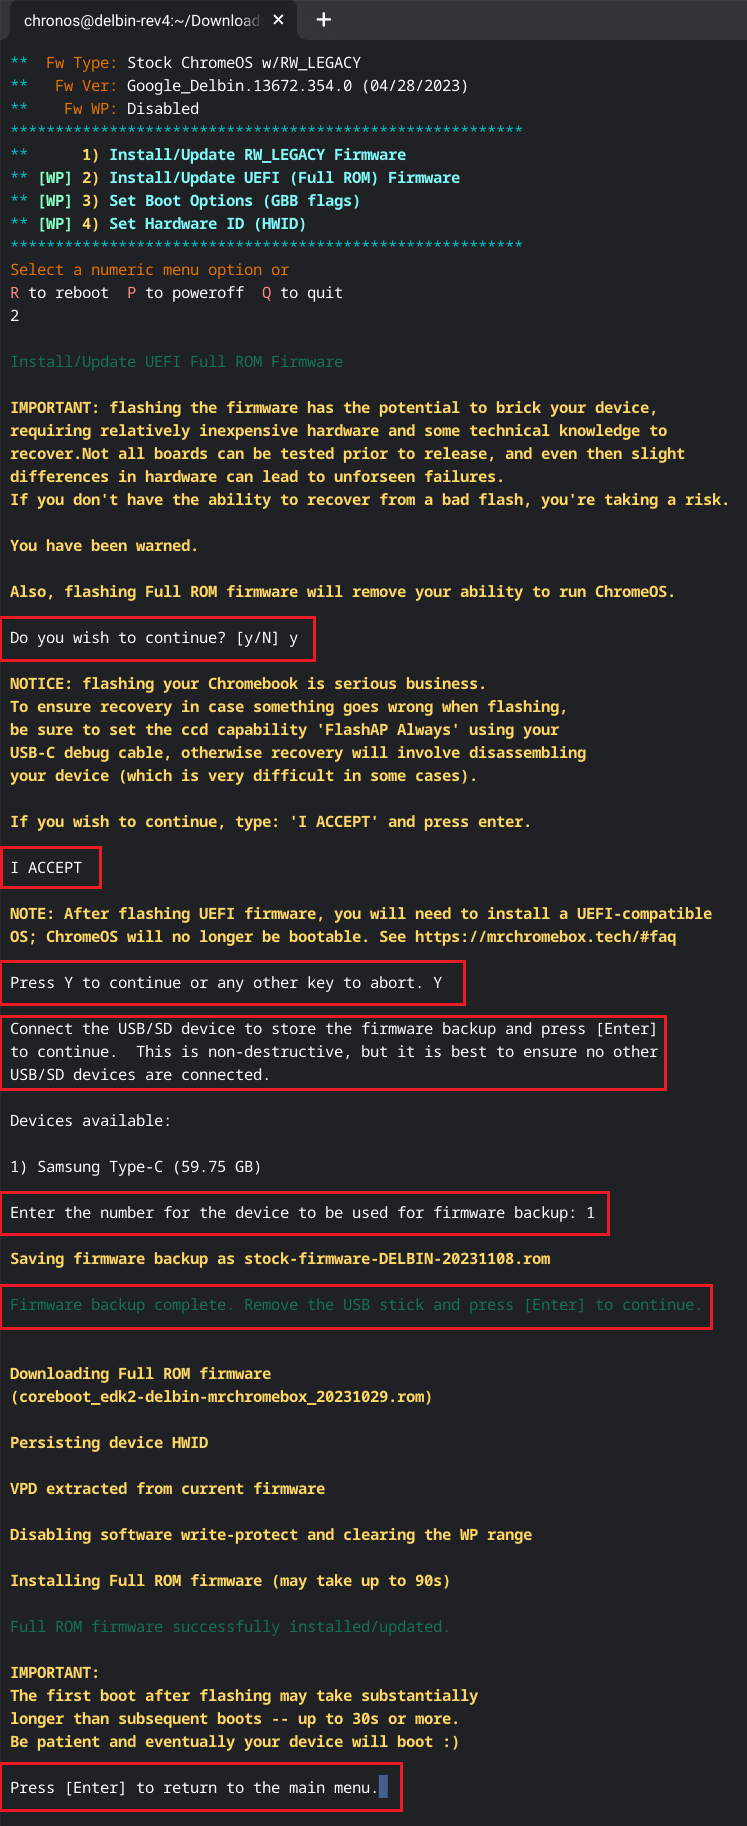 chronos@delbin-rev4:~/Download
** Fw Type: Stock ChromeOS w/RW_LEGACY
** Fw Ver: Google_Delbin.13672.354.0 (04/28/2023)
** Fw WP: Disabled
*********************************************************
** 1) Install/Update RW_LEGACY Firmware
** [WP] 2) Install/Update UEFI (Full ROM) Firmware
** [WP] 3) Set Boot Options (GBB flags)
** [WP] 4) Set Hardware ID (HWID)
*********************************************************
Select a numeric menu option or
R to reboot P to poweroff Q to quit
2
Install/Update UEFI Full ROM Firmware
IMPORTANT: flashing the firmware has the potential to brick your device,
requiring relatively inexpensive hardware and some technical knowledge to
recover.Not all boards can be tested prior to release, and even then slight
differences in hardware can lead to unforseen failures.
If you don't have the ability to recover from a bad flash, you're taking a risk.
You have been warned.
Also, flashing Full ROM firmware will remove your ability to run ChromeOS.
Do you wish to continue? [y/N] y
NOTICE: flashing your Chromebook is serious business.
To ensure recovery in case something goes wrong when flashing,
be sure to set the ccd capability 'FlashAP Always' using your
USB-C debug cable, otherwise recovery will involve disassembling
your device (which is very difficult in some cases).
If you wish to continue, type: 'I ACCEPT' and press enter.
I ACCEPT
NOTE: After flashing UEFI firmware, you will need to install a UEFI-compatible
OS; ChromeOS will no longer be bootable. See https://mrchromebox.tech/#faq
Press Y to continue or any other key to abort. Y
Connect the USB/SD device to store the firmware backup and press [Enter]
to continue. This is non-destructive, but it is best to ensure no other
USB/SD devices are connected.
Devices available:
1) Samsung Type-C (59.75 GB)
Enter the number for the device to be used for firmware backup: 1
Saving firmware backup as stock-firmware-DELBIN-20231108.rom
Firmware backup complete. Remove the USB stick and press [Enter] to continue.
Downloading Full ROM firmware
(coreboot_edk2-delbin-mrchromebox_20231029.rom)
Persisting device HWID
VPD extracted from current firmware
Disabling software write-protect and clearing the WP range
Installing Full ROM firmware (may take up to 90s)
Full ROM firmware successfully installed/updated.
IMPORTANT:
The first boot after flashing may take substantially
longer than subsequent boots -- up to 30s or more.
Be patient and eventually your device will boot :)
Press [Enter] to return to the main menu.